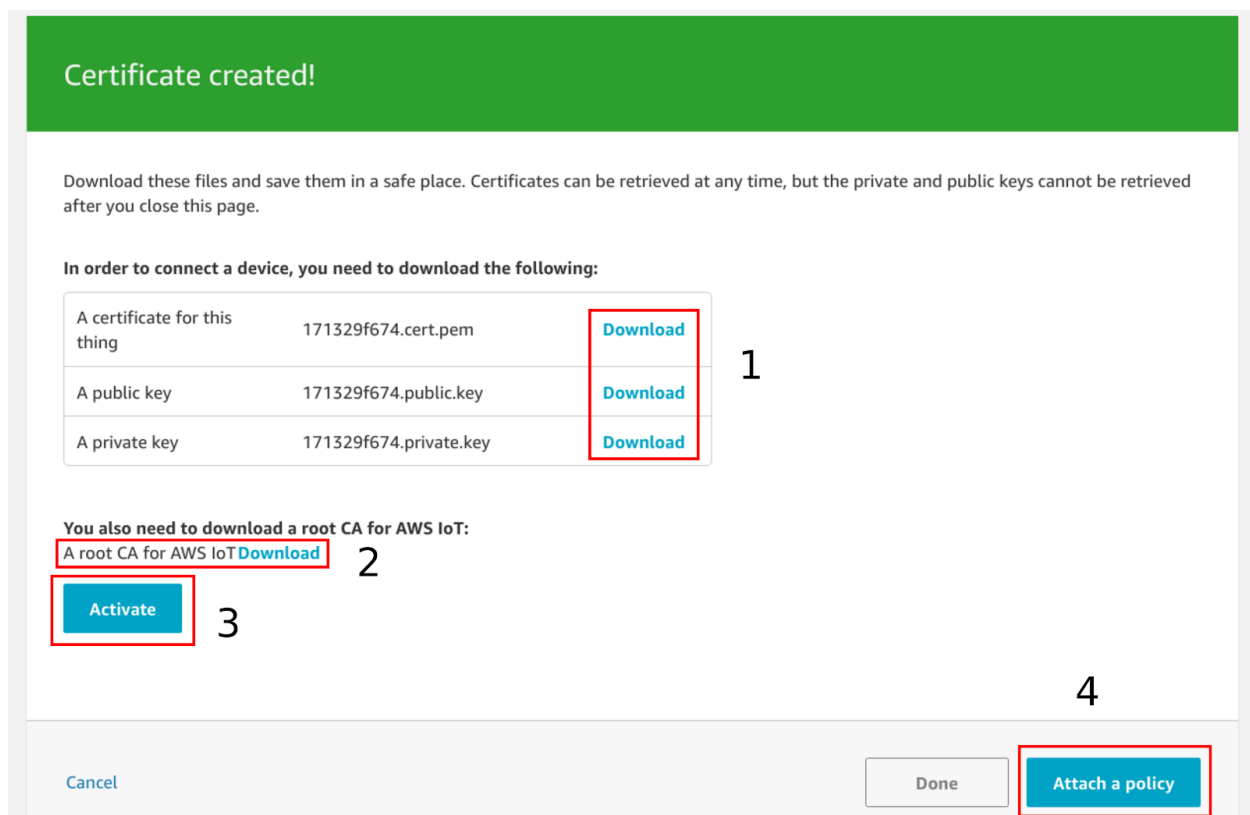 Certificate created!
Download these files and save them in a safe place. Certificates can be retrieved at any time, but the private and public keys cannot be retrieved
after you close this page.
In order to connect a device, you need to download the following:
A certificate for this
thing
171329f674.cert.pem
Download
1
A public key
171329f674.public.key
Download
A private key
171329f674.private.key
Download
You also need to download a root CA for AWS IoT:
A root CA for AWS IoT Download
2
Activate
3
4
Cancel
Done
Attach a policy